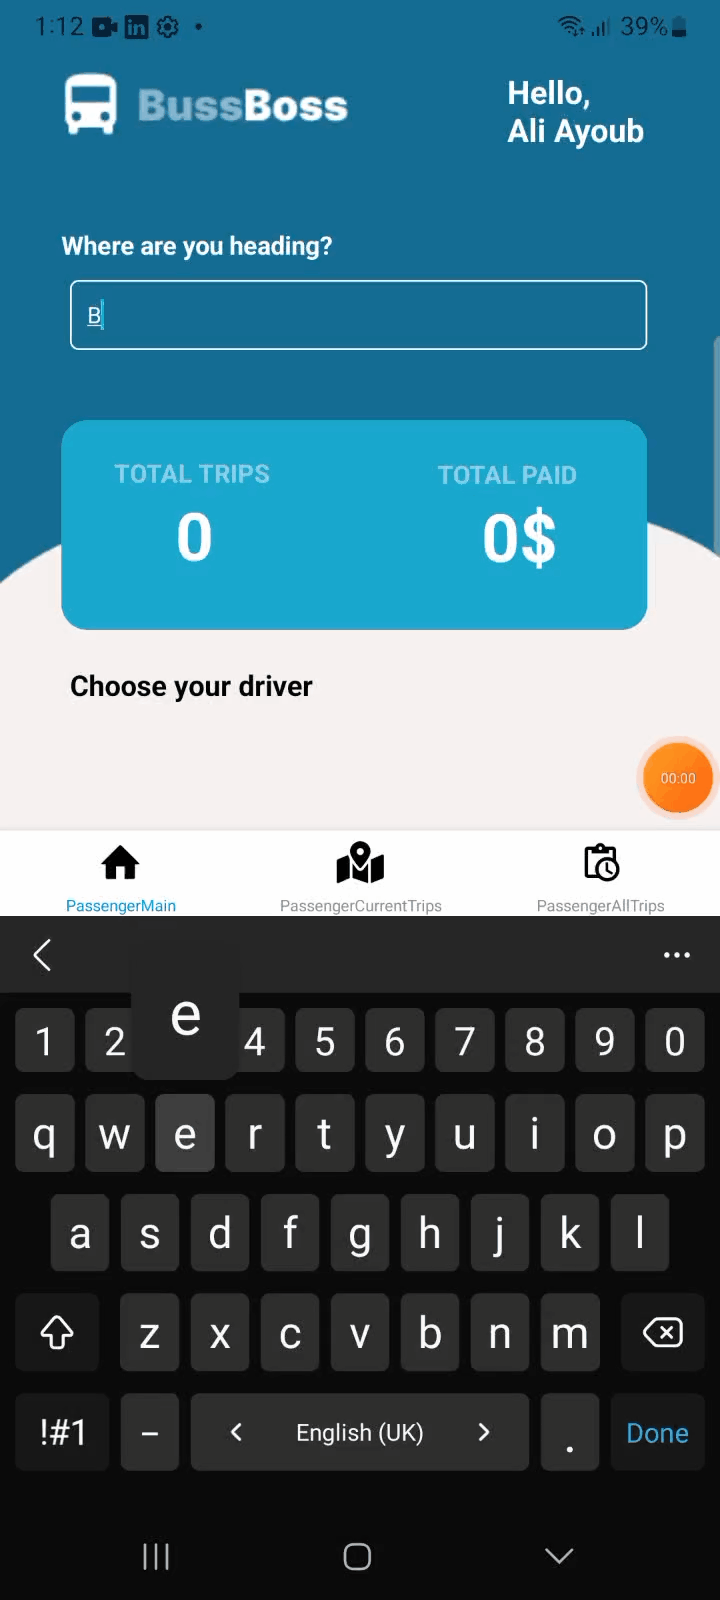 1:12
39%
BussBoss
Hello,
Ali Ayoub
Where are you heading?
B
TOTAL TRIPS
TOTAL PAID
0
0$
Choose your driver
00:00
PassengerMain
PassengerCurrentTrips
PassengerAllTrips
e
1 2 4 5 6 7 8 9 0
q w e r t y u i o p
a s d f g h j k l
z x c v b n m
!#1 - < English (UK) > . Done